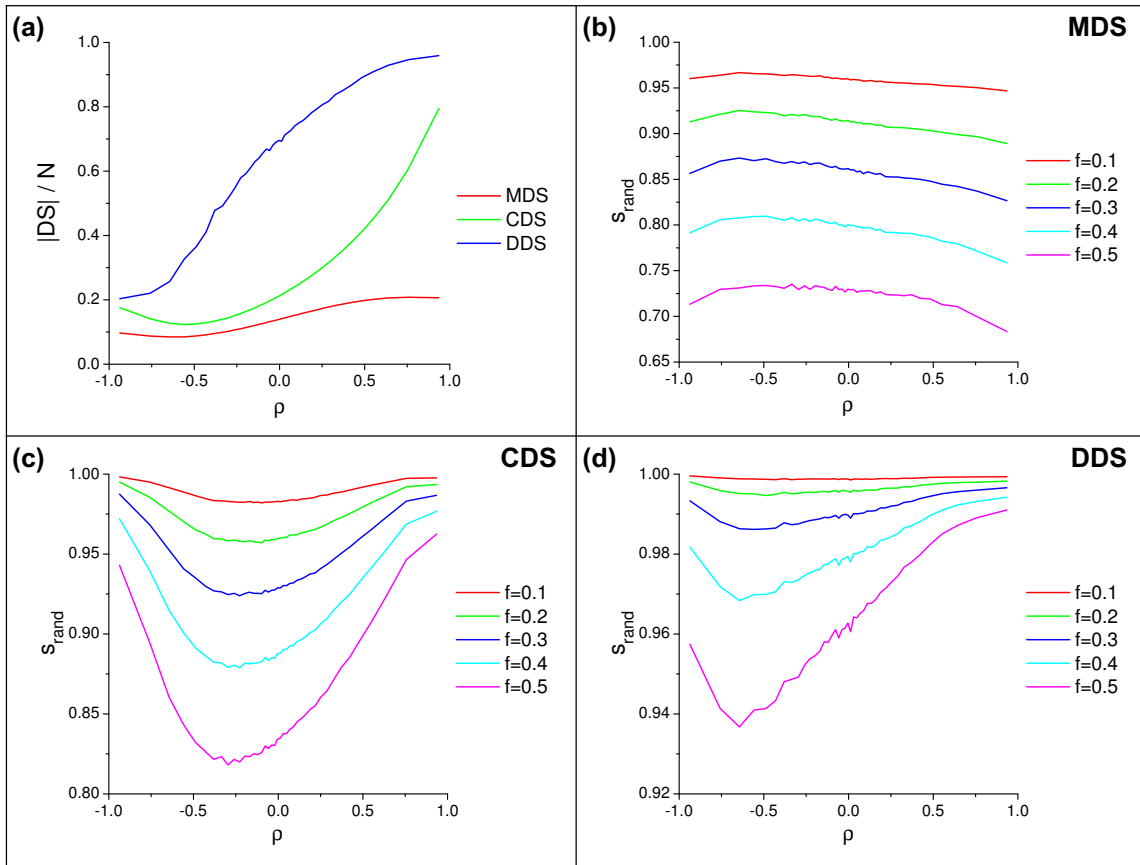 (a)
|DS| / N
1.0
0.8
0.6
0.4
0.2
0.0
-1.0 -0.5 0.0 0.5 1.0
ρ
MDS
CDS
DDS
(b) MDS
s_rand
1.00
0.95
0.90
0.85
0.80
0.75
0.70
0.65
-1.0 -0.5 0.0 0.5 1.0
ρ
f=0.1
f=0.2
f=0.3
f=0.4
f=0.5
(c) CDS
s_rand
1.00
0.95
0.90
0.85
0.80
-1.0 -0.5 0.0 0.5 1.0
ρ
f=0.1
f=0.2
f=0.3
f=0.4
f=0.5
(d) DDS
s_rand
1.00
0.98
0.96
0.94
0.92
-1.0 -0.5 0.0 0.5 1.0
ρ
f=0.1
f=0.2
f=0.3
f=0.4
f=0.5